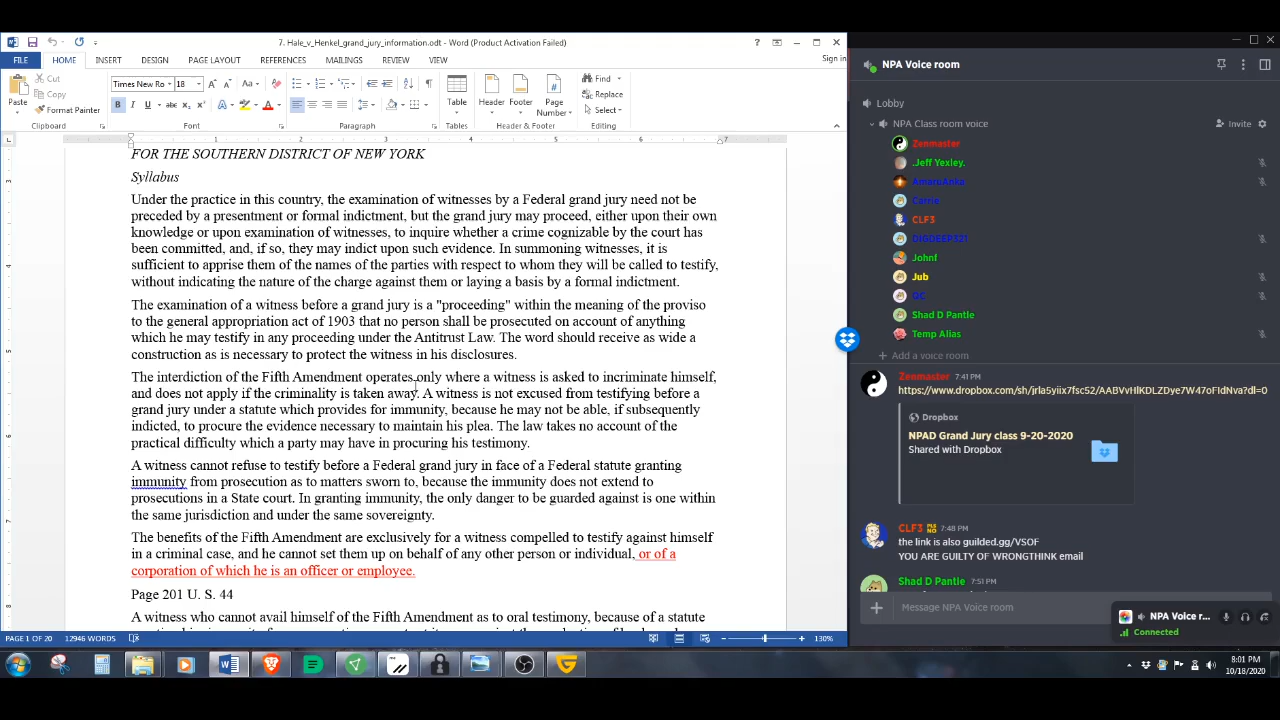 7. Hale_v_Henkel_grand_jury_information.odt - Word (Product Activation Failed)
Sign in
FILE HOME INSERT DESIGN PAGE LAYOUT REFERENCES MAILINGS REVIEW VIEW
Paste
Cut
Copy
Format Painter
Times New Ro 18
Table
Header
Footer
Page Number
Find
Replace
Select
Clipboard Font Paragraph Tables Header & Footer Editing
FOR THE SOUTHERN DISTRICT OF NEW YORK
Syllabus
Under the practice in this country, the examination of witnesses by a Federal grand jury need not be
preceded by a presentment or formal indictment, but the grand jury may proceed, either upon their own
knowledge or upon examination of witnesses, to inquire whether a crime cognizable by the court has
been committed, and, if so, they may indict upon such evidence. In summoning witnesses, it is
sufficient to apprise them of the names of the parties with respect to whom they will be called to testify,
without indicating the nature of the charge against them or laying a basis by a formal indictment.
The examination of a witness before a grand jury is a "proceeding" within the meaning of the proviso
to the general appropriation act of 1903 that no person shall be prosecuted on account of anything
which he may testify in any proceeding under the Antitrust Law. The word should receive as wide a
construction as is necessary to protect the witness in his disclosures.
The interdiction of the Fifth Amendment operates only where a witness is asked to incriminate himself,
and does not apply if the criminality is taken away. A witness is not excused from testifying before a
grand jury under a statute which provides for immunity, because he may not be able, if subsequently
indicted, to procure the evidence necessary to maintain his plea. The law takes no account of the
practical difficulty which a party may have in procuring his testimony.
A witness cannot refuse to testify before a Federal grand jury in face of a Federal statute granting
immunity from prosecution as to matters sworn to, because the immunity does not extend to
prosecutions in a State court. In granting immunity, the only danger to be guarded against is one within
the same jurisdiction and under the same sovereignty.
The benefits of the Fifth Amendment are exclusively for a witness compelled to testify against himself
in a criminal case, and he cannot set them up on behalf of any other person or individual, or of a
corporation of which he is an officer or employee.
Page 201 U. S. 44
A witness who cannot avail himself of the Fifth Amendment as to oral testimony, because of a statute
PAGE 1 OF 20 12946 WORDS
130%
NPA Voice room
Lobby
NPA Class room voice
Invite
Zenmaster
.Jeff Yexley.
AmaroAnka
Carrie
CLF3
DIGDEEP321
Johnf
Jub
OC
Shad D Pantle
Temp Alias
Add a voice room
Zenmaster 7:41 PM
https://www.dropbox.com/sh/jrla5yiix7fsc52/AABVvHlKDLZDye7W47oFIdNva?dl=0
Dropbox
NPAD Grand Jury class 9-20-2020
Shared with Dropbox
CLF3 7:48 PM
the link is also guilded.gg/VSOF
YOU ARE GUILTY OF WRONGTHINK email
Shad D Pantle 7:51 PM
Message NPA Voice room
NPA Voice r...
Connected
8:01 PM
10/18/2020